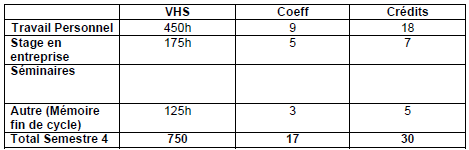 VHS Coeff Crédits
Travail Personnel 450h 9 18
Stage en entreprise 175h 5 7
Séminaires
Autre (Mémoire fin de cycle) 125h 3 5
Total Semestre 4 750 17 30